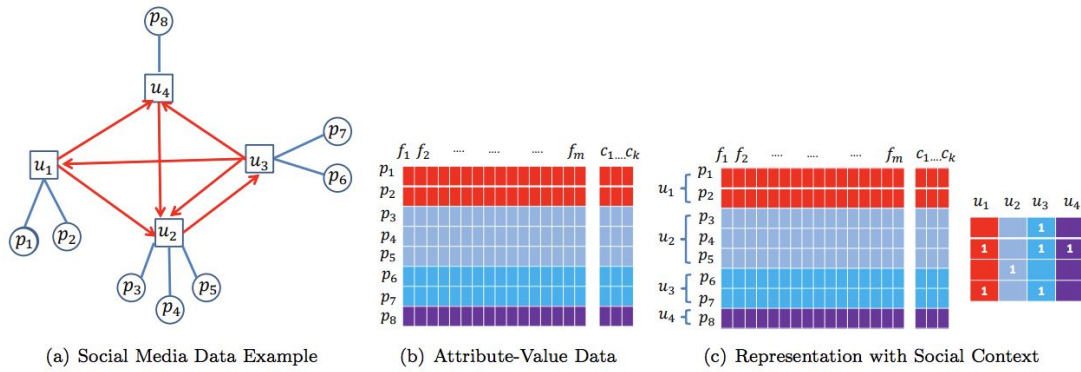 p8
u4
p7
u1
u3
p6
u2
p1
p2
p3
p5
p4
(a) Social Media Data Example
f1 f2 .... .... .... fm c1....ck
p1
p2
p3
p4
p5
p6
p7
p8
(b) Attribute-Value Data
f1 f2 .... .... .... fm c1....ck
u1 p1
p2
p3
u2 p4
p5
u3 p6
p7
u4 p8
u1 u2 u3 u4
1
1 1 1
1
1 1
(c) Representation with Social Context